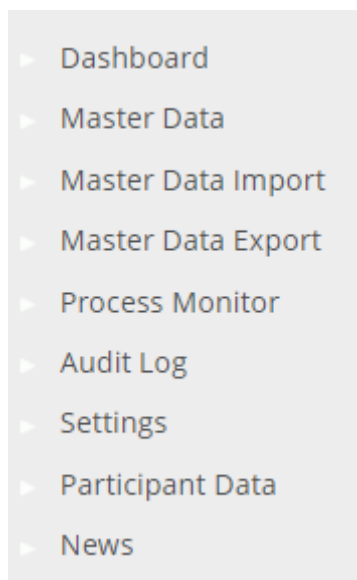 Dashboard
Master Data
Master Data Import
Master Data Export
Process Monitor
Audit Log
Settings
Participant Data
News